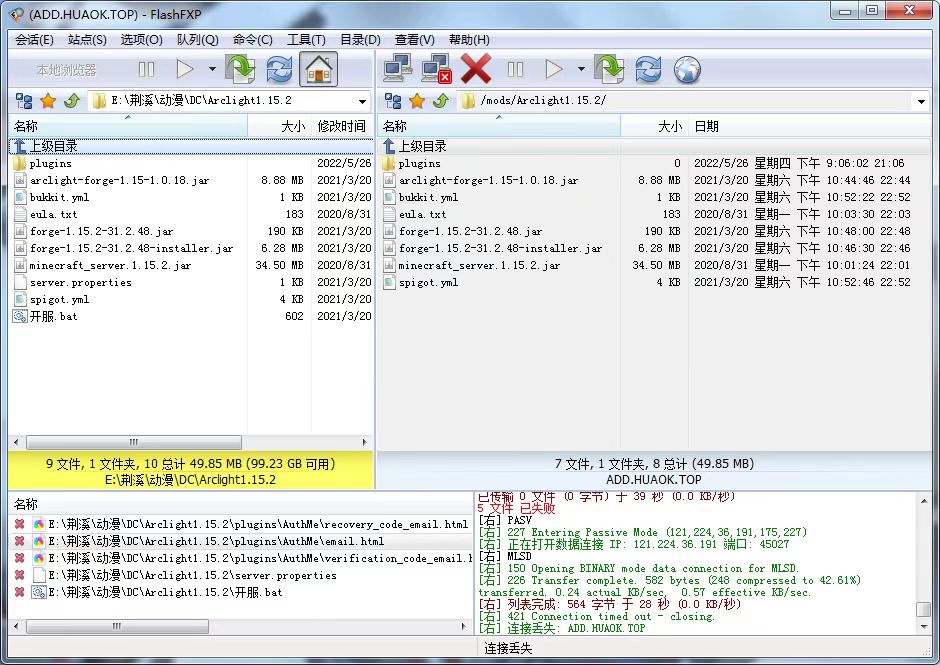 (ADD.HUAOK.TOP) - FlashFXP
会话(E) 站点(S) 选项(O) 队列(Q) 命令(C) 工具(T) 目录(D) 查看(V) 帮助(H)
本地浏览器
E:\荆溪\动漫\DC\Arclight1.15.2
/mods/Arclight1.15.2/
名称 大小 修改时间
上级目录
plugins 2022/5/26
arclight-forge-1.15-1.0.18.jar 8.88 MB 2021/3/20
bukkit.yml 1 KB 2021/3/20
eula.txt 183 2020/8/31
forge-1.15.2-31.2.48.jar 190 KB 2021/3/20
forge-1.15.2-31.2.48-installer.jar 6.28 MB 2021/3/20
minecraft_server.1.15.2.jar 34.50 MB 2020/8/31
server.properties 1 KB 2021/3/20
spigot.yml 4 KB 2021/3/20
开服.bat 602 2021/3/20
9 文件, 1 文件夹, 10 总计 49.85 MB (99.23 GB 可用)
E:\荆溪\动漫\DC\Arclight1.15.2
名称 大小 日期
上级目录
plugins 0 2022/5/26 星期四 下午 9:06:02 21:06
arclight-forge-1.15-1.0.18.jar 8.88 MB 2021/3/20 星期六 下午 10:44:46 22:44
bukkit.yml 1 KB 2021/3/20 星期六 下午 10:52:22 22:52
eula.txt 183 2020/8/31 星期一 下午 10:03:30 22:03
forge-1.15.2-31.2.48.jar 190 KB 2021/3/20 星期六 下午 10:48:00 22:48
forge-1.15.2-31.2.48-installer.jar 6.28 MB 2021/3/20 星期六 下午 10:46:30 22:46
minecraft_server.1.15.2.jar 34.50 MB 2020/8/31 星期一 下午 10:01:24 22:01
spigot.yml 4 KB 2021/3/20 星期六 下午 10:52:46 22:52
7 文件, 1 文件夹, 8 总计 (49.85 MB)
ADD.HUAOK.TOP
名称
E:\荆溪\动漫\DC\Arclight1.15.2\plugins\AuthMe\recovery_code_email.html
E:\荆溪\动漫\DC\Arclight1.15.2\plugins\AuthMe\email.html
E:\荆溪\动漫\DC\Arclight1.15.2\plugins\AuthMe\verification_code_email.h
E:\荆溪\动漫\DC\Arclight1.15.2\server.properties
E:\荆溪\动漫\DC\Arclight1.15.2\开服.bat
已传输 0 文件 (0 字节) 于 39 秒 (0.0 KB/秒)
5 文件 已失败
[右] PASV
[右] 227 Entering Passive Mode (121,224,36,191,175,227)
[右] 正在打开数据连接 IP: 121.224.36.191 端口: 45027
[右] MLSD
[右] 150 Opening BINARY mode data connection for MLSD.
[右] 226 Transfer complete. 582 bytes (248 compressed to 42.61%)
transferred. 0.24 actual KB/sec, 0.57 effective KB/sec.
[右] 列表完成: 564 字节 于 28 秒 (0.0 KB/秒)
[右] 421 Connection timed out - closing.
[右] 连接丢失: ADD.HUAOK.TOP
连接丢失